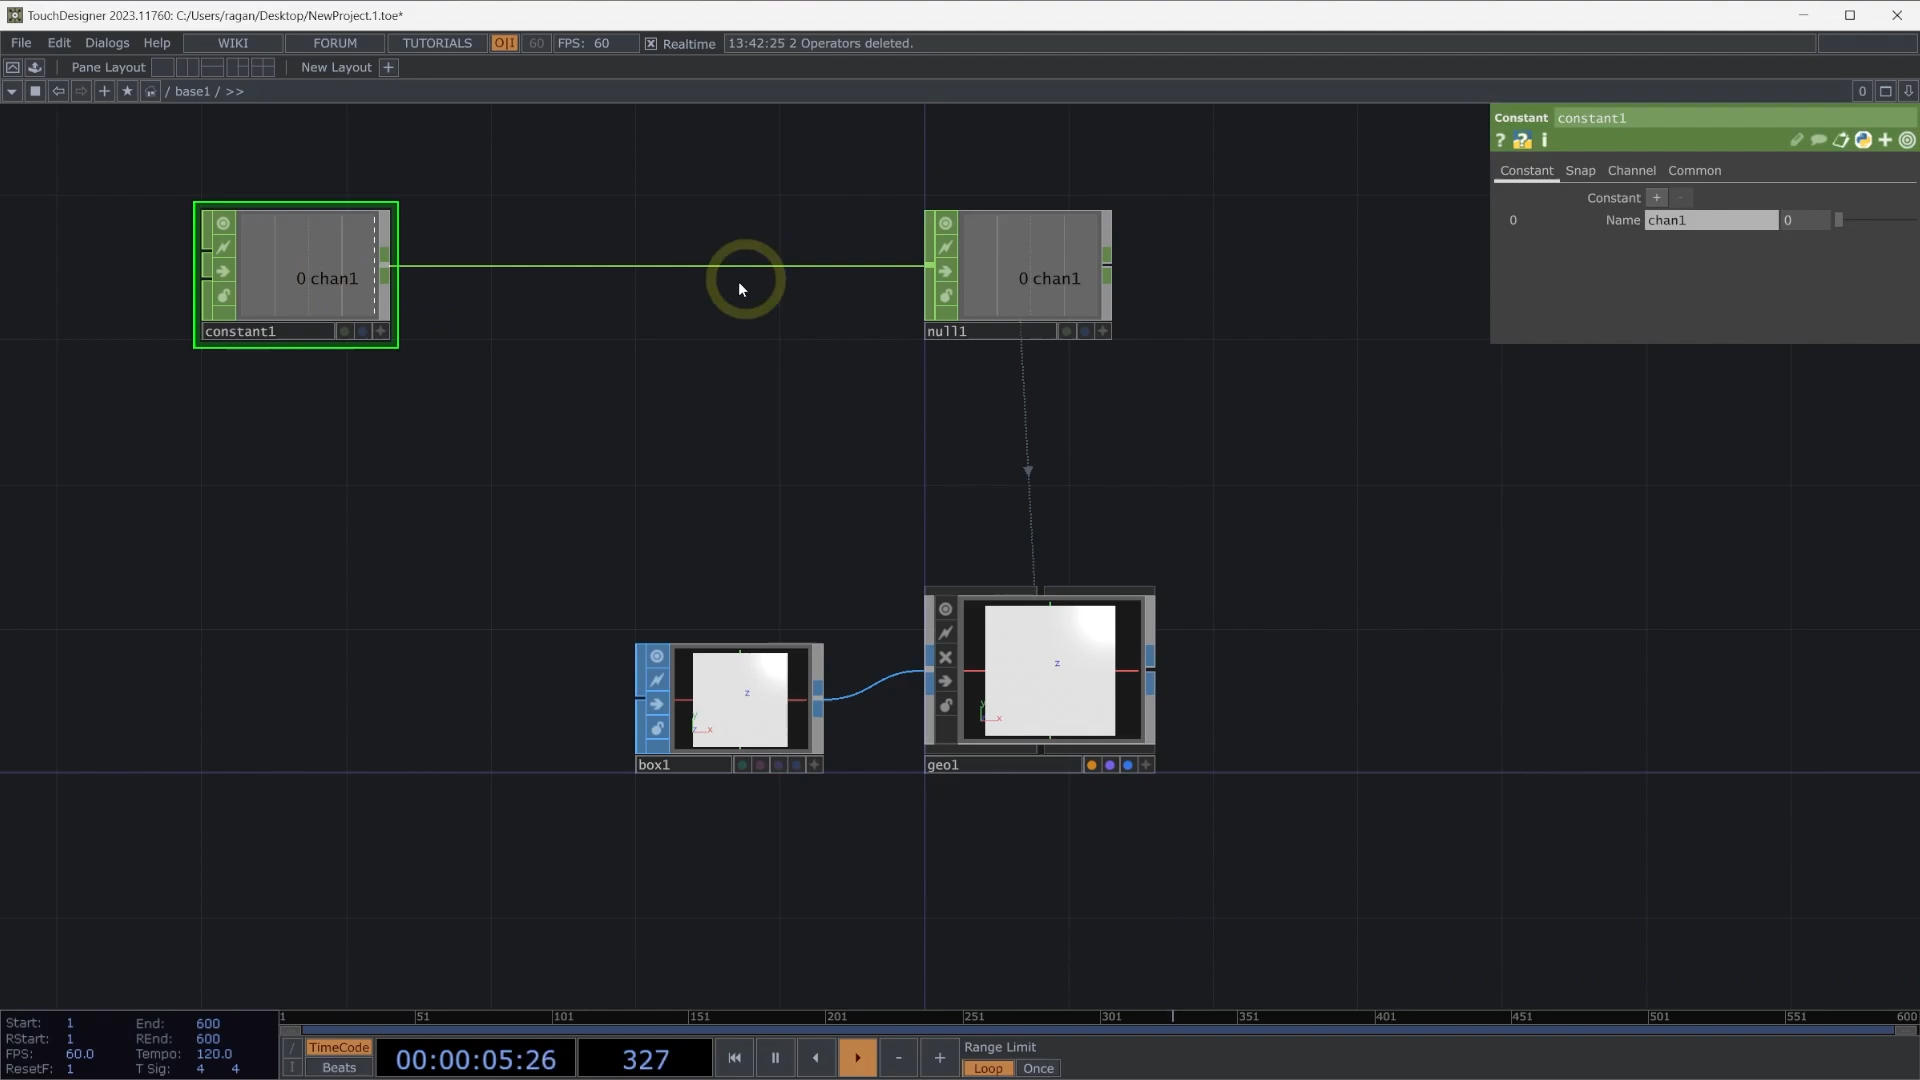 TouchDesigner 2023.11760: C:/Users/ragan/Desktop/NewProject.1.toe*
File Edit Dialogs Help WIKI FORUM TUTORIALS O|I 60 FPS: 60 Realtime 13:42:25 2 Operators deleted.
Pane Layout New Layout +
/ base1 / >> 0
Constant constant1
? ? i
Constant Snap Channel Common
Constant + -
0 Name chan1 0
0 chan1
constant1
0 chan1
null1
z
y
x
box1
z
y
x
geo1
1 51 101 151 201 251 301 351 401 451 501 551 600
Start: 1 End: 600
RStart: 1 REnd: 600
FPS: 60.0 Tempo: 120.0
ResetF: 1 T Sig: 4 4
/ TimeCode
I Beats
00:00:05:26 327 - +
Range Limit
Loop Once